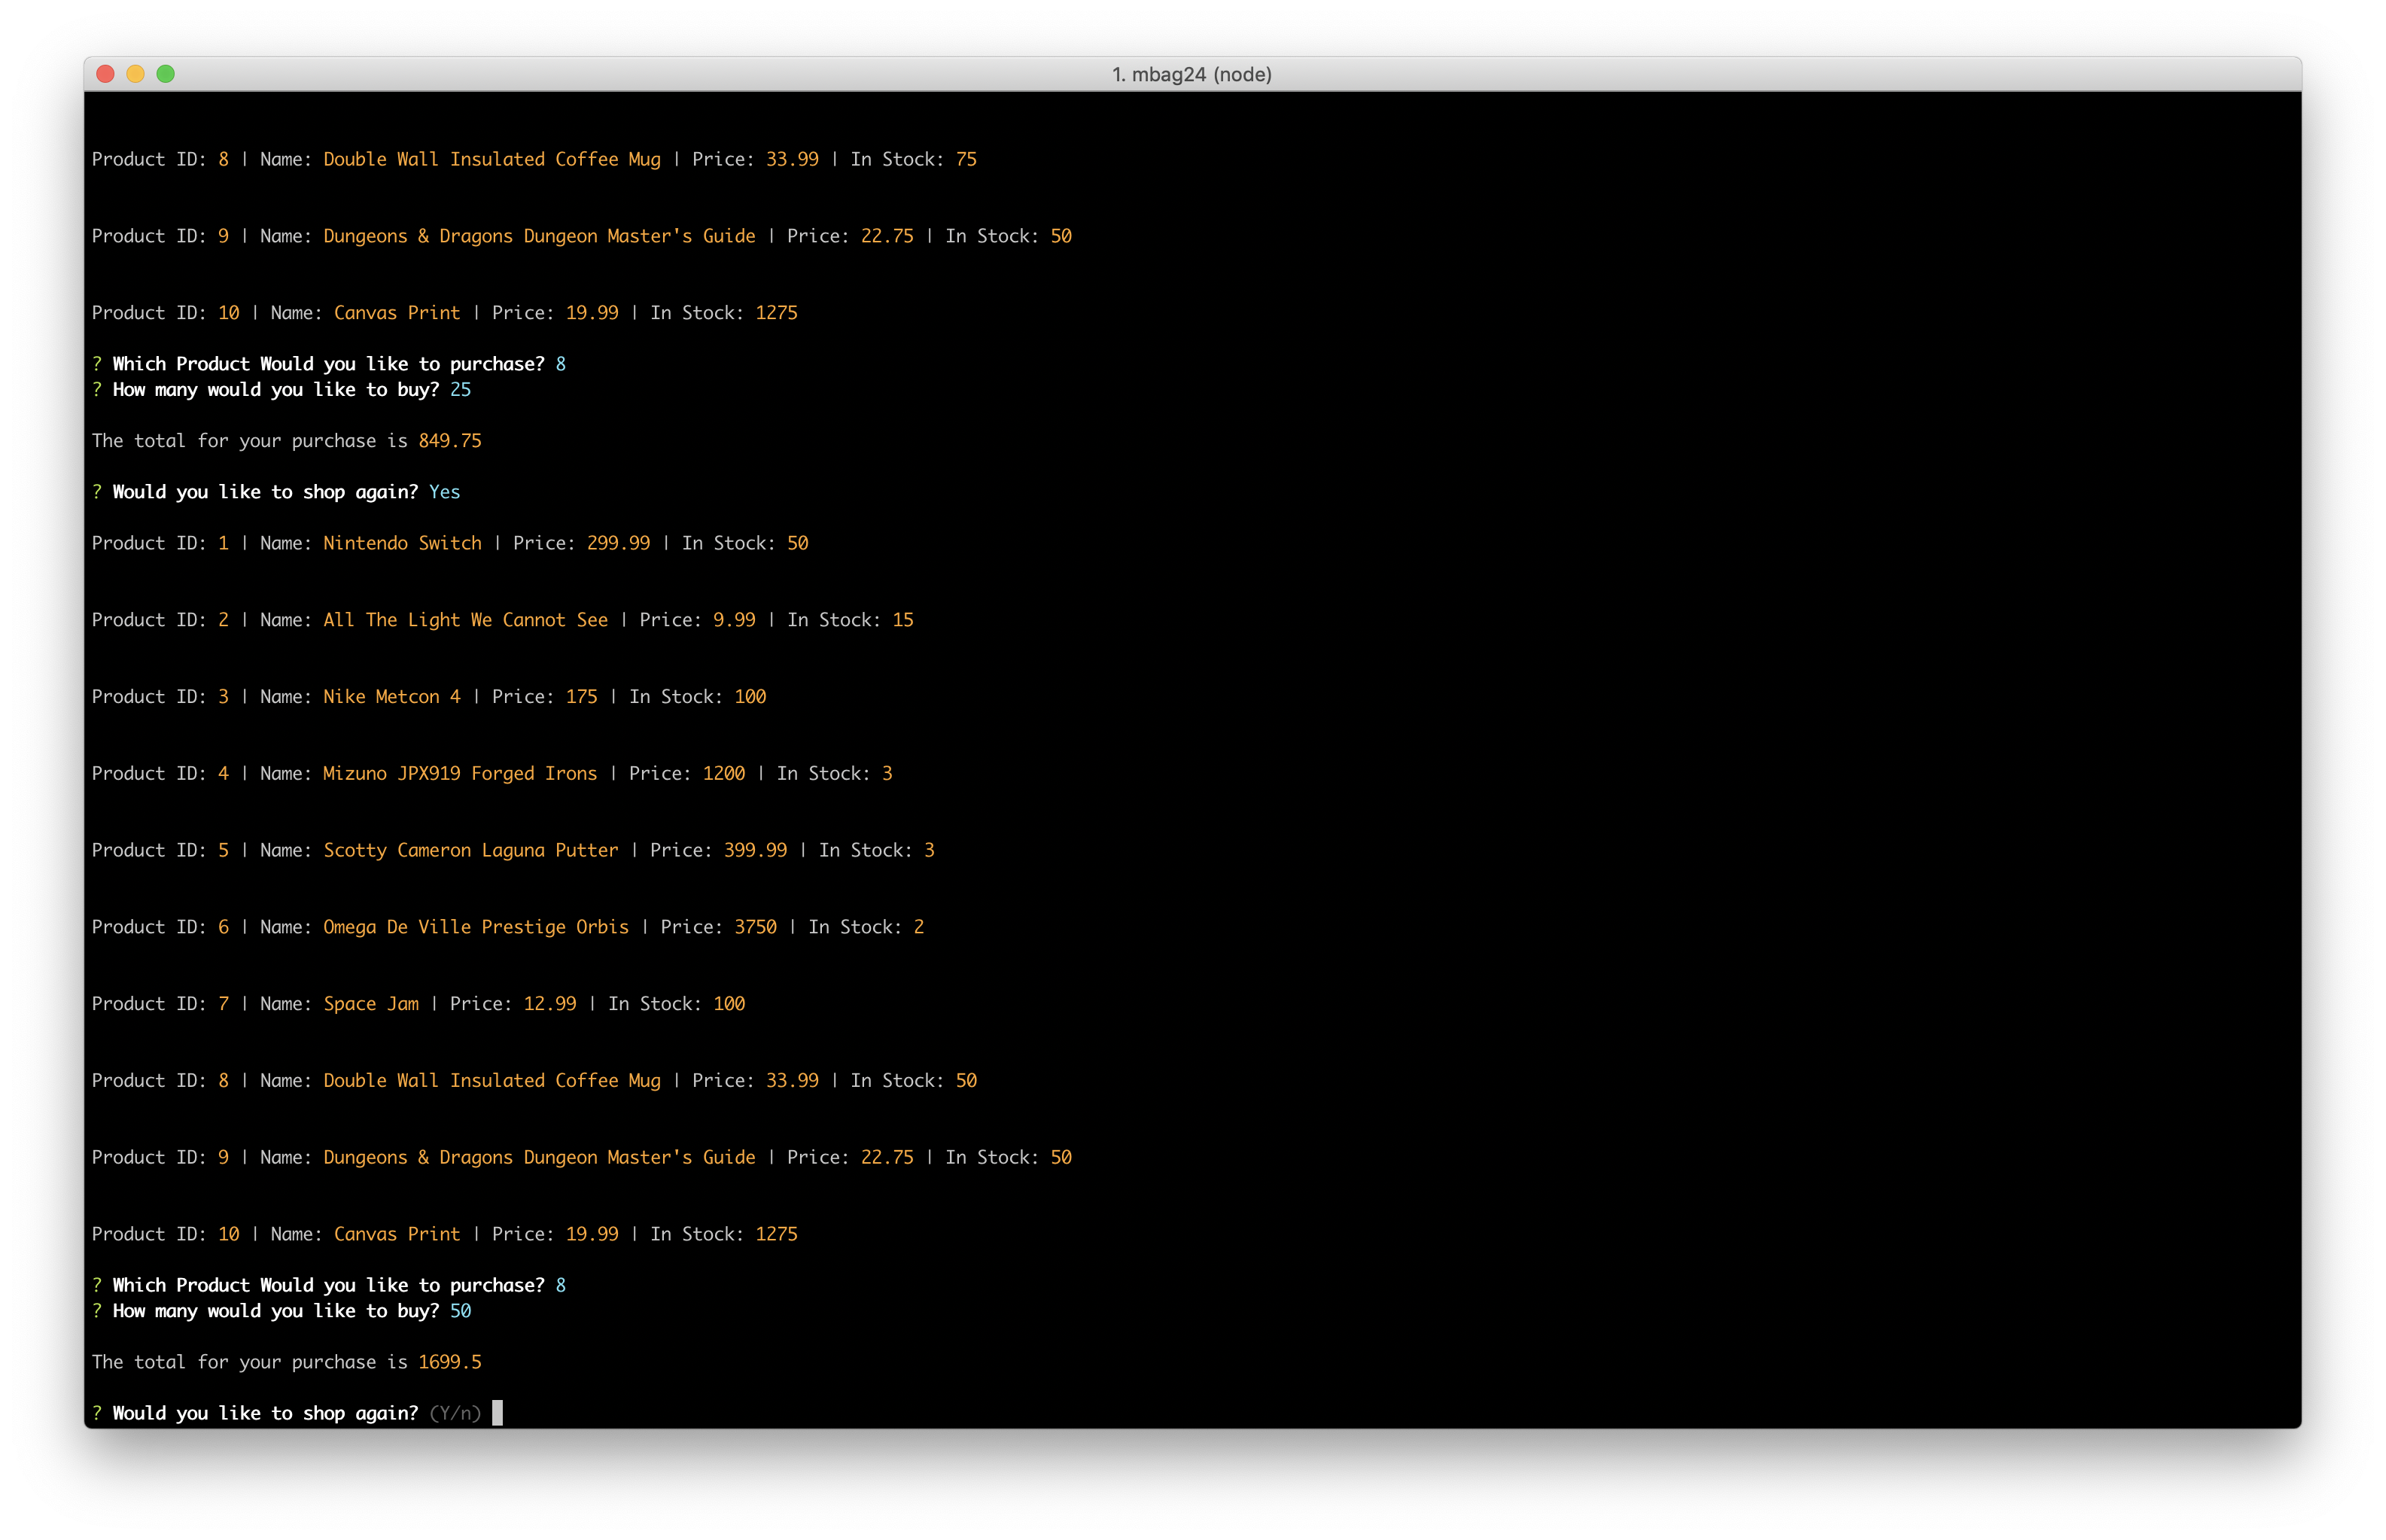 1. mbag24 (node)
Product ID: 8 | Name: Double Wall Insulated Coffee Mug | Price: 33.99 | In Stock: 75
Product ID: 9 | Name: Dungeons & Dragons Dungeon Master's Guide | Price: 22.75 | In Stock: 50
Product ID: 10 | Name: Canvas Print | Price: 19.99 | In Stock: 1275
? Which Product Would you like to purchase? 8
? How many would you like to buy? 25
The total for your purchase is 849.75
? Would you like to shop again? Yes
Product ID: 1 | Name: Nintendo Switch | Price: 299.99 | In Stock: 50
Product ID: 2 | Name: All The Light We Cannot See | Price: 9.99 | In Stock: 15
Product ID: 3 | Name: Nike Metcon 4 | Price: 175 | In Stock: 100
Product ID: 4 | Name: Mizuno JPX919 Forged Irons | Price: 1200 | In Stock: 3
Product ID: 5 | Name: Scotty Cameron Laguna Putter | Price: 399.99 | In Stock: 3
Product ID: 6 | Name: Omega De Ville Prestige Orbis | Price: 3750 | In Stock: 2
Product ID: 7 | Name: Space Jam | Price: 12.99 | In Stock: 100
Product ID: 8 | Name: Double Wall Insulated Coffee Mug | Price: 33.99 | In Stock: 50
Product ID: 9 | Name: Dungeons & Dragons Dungeon Master's Guide | Price: 22.75 | In Stock: 50
Product ID: 10 | Name: Canvas Print | Price: 19.99 | In Stock: 1275
? Which Product Would you like to purchase? 8
? How many would you like to buy? 50
The total for your purchase is 1699.5
? Would you like to shop again? (Y/n)